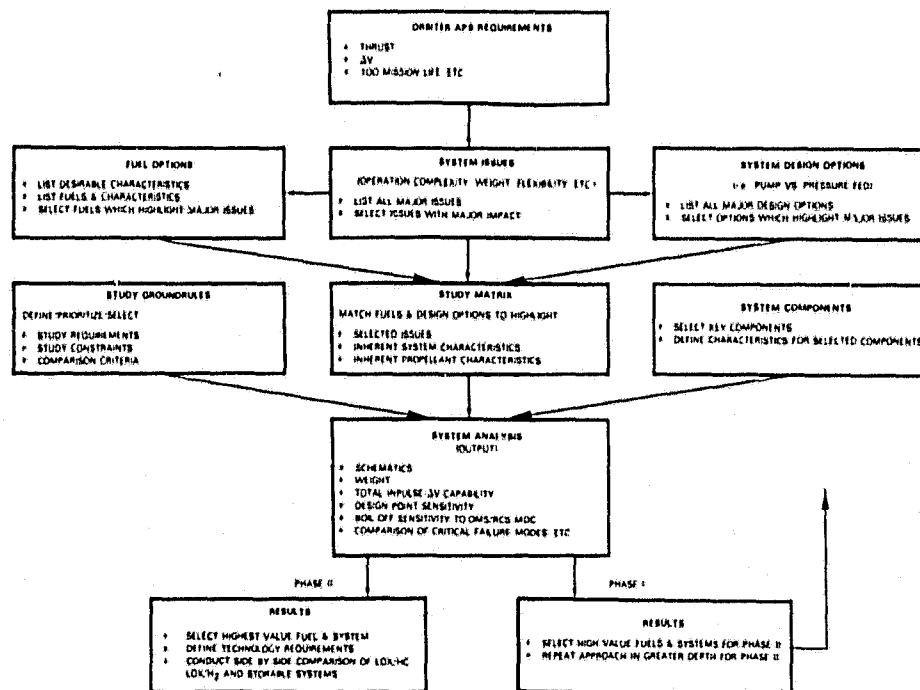 ORBITER APS REQUIREMENTS
THRUST
ΔV
100 MISSION LIFE ETC
FUEL OPTIONS
LIST DESIRABLE CHARACTERISTICS
LIST FUELS & CHARACTERISTICS
SELECT FUELS WHICH HIGHLIGHT MAJOR ISSUES
SYSTEM ISSUES
(OPERATION COMPLEXITY WEIGHT FLEXIBILITY ETC)
LIST ALL MAJOR ISSUES
SELECT ISSUES WITH MAJOR IMPACT
SYSTEM DESIGN OPTIONS
PUMP VS. PRESSURE FED)
LIST ALL MAJOR DESIGN OPTIONS
SELECT OPTIONS WHICH HIGHLIGHT MAJOR ISSUES
STUDY GROUNDRULES
DEFINE/PRIORITIZE/SELECT
STUDY REQUIREMENTS
STUDY CONSTRAINTS
COMPARISON CRITERIA
STUDY MATRIX
MATCH FUELS & DESIGN OPTIONS TO HIGHLIGHT
SELECTED ISSUES
INHERENT SYSTEM CHARACTERISTICS
INHERENT PROPELLANT CHARACTERISTICS
SYSTEM COMPONENTS
SELECT KEY COMPONENTS
DEFINE CHARACTERISTICS FOR SELECTED COMPONENTS
SYSTEM ANALYSIS
(OUTPUT)
SCHEMATICS
WEIGHT
TOTAL INPULSE-ΔV CAPABILITY
DESIGN POINT SENSITIVITY
BOIL OFF SENSITIVITY TO OMS/RCS MDC
COMPARISON OF CRITICAL FAILURE MODES ETC
PHASE II
PHASE I
RESULTS
SELECT HIGHEST VALUE FUEL & SYSTEM
DEFINE TECHNOLOGY REQUIREMENTS
CONDUCT SIDE BY SIDE COMPARISON OF LOX/HC
LOX/H₂ AND STORABLE SYSTEMS
RESULTS
SELECT HIGH VALUE FUELS & SYSTEMS FOR PHASE II
REPEAT APPROACH IN GREATER DEPTH FOR PHASE II